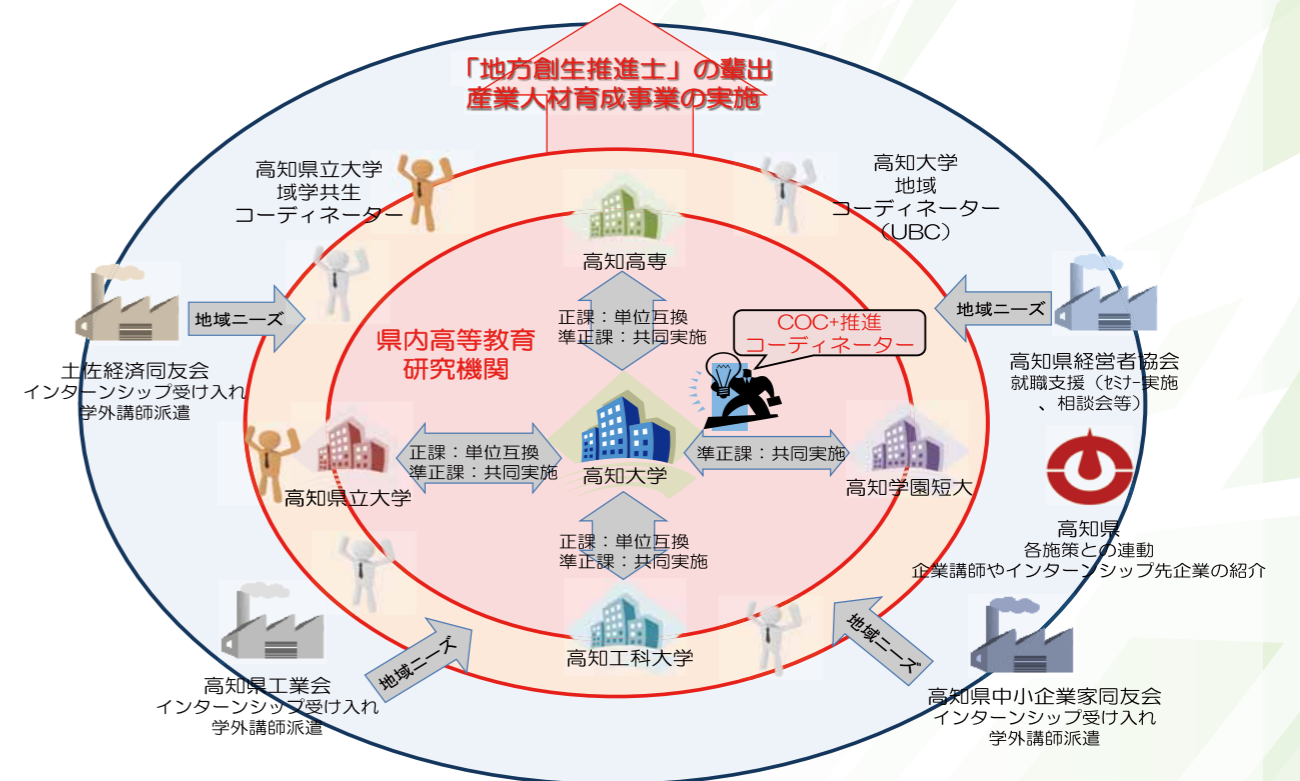 「地方創生推進士」の輩出
産業人材育成事業の実施
高知県立大学
域学共生
コーディネーター
高知大学
地域
コーディネーター
（UBC）
高知高専
地域ニーズ
土佐経済同友会
インターンシップ受け入れ
学外講師派遣
県内高等教育
研究機関
正課：単位互換
準正課：共同実施
COC+推進
コーディネーター
地域ニーズ
高知県経営者協会
就職支援（ｾﾐﾅｰ実施
、相談会等）
正課：単位互換
準正課：共同実施
高知県立大学
高知大学
準正課：共同実施
高知学園短大
高知県
各施策との連動
企業講師やインターンシップ先企業の紹介
正課：単位互換
準正課：共同実施
高知工科大学
地域ニーズ
高知県工業会
インターンシップ受け入れ
学外講師派遣
地域ニーズ
高知県中小企業家同友会
インターンシップ受け入れ
学外講師派遣